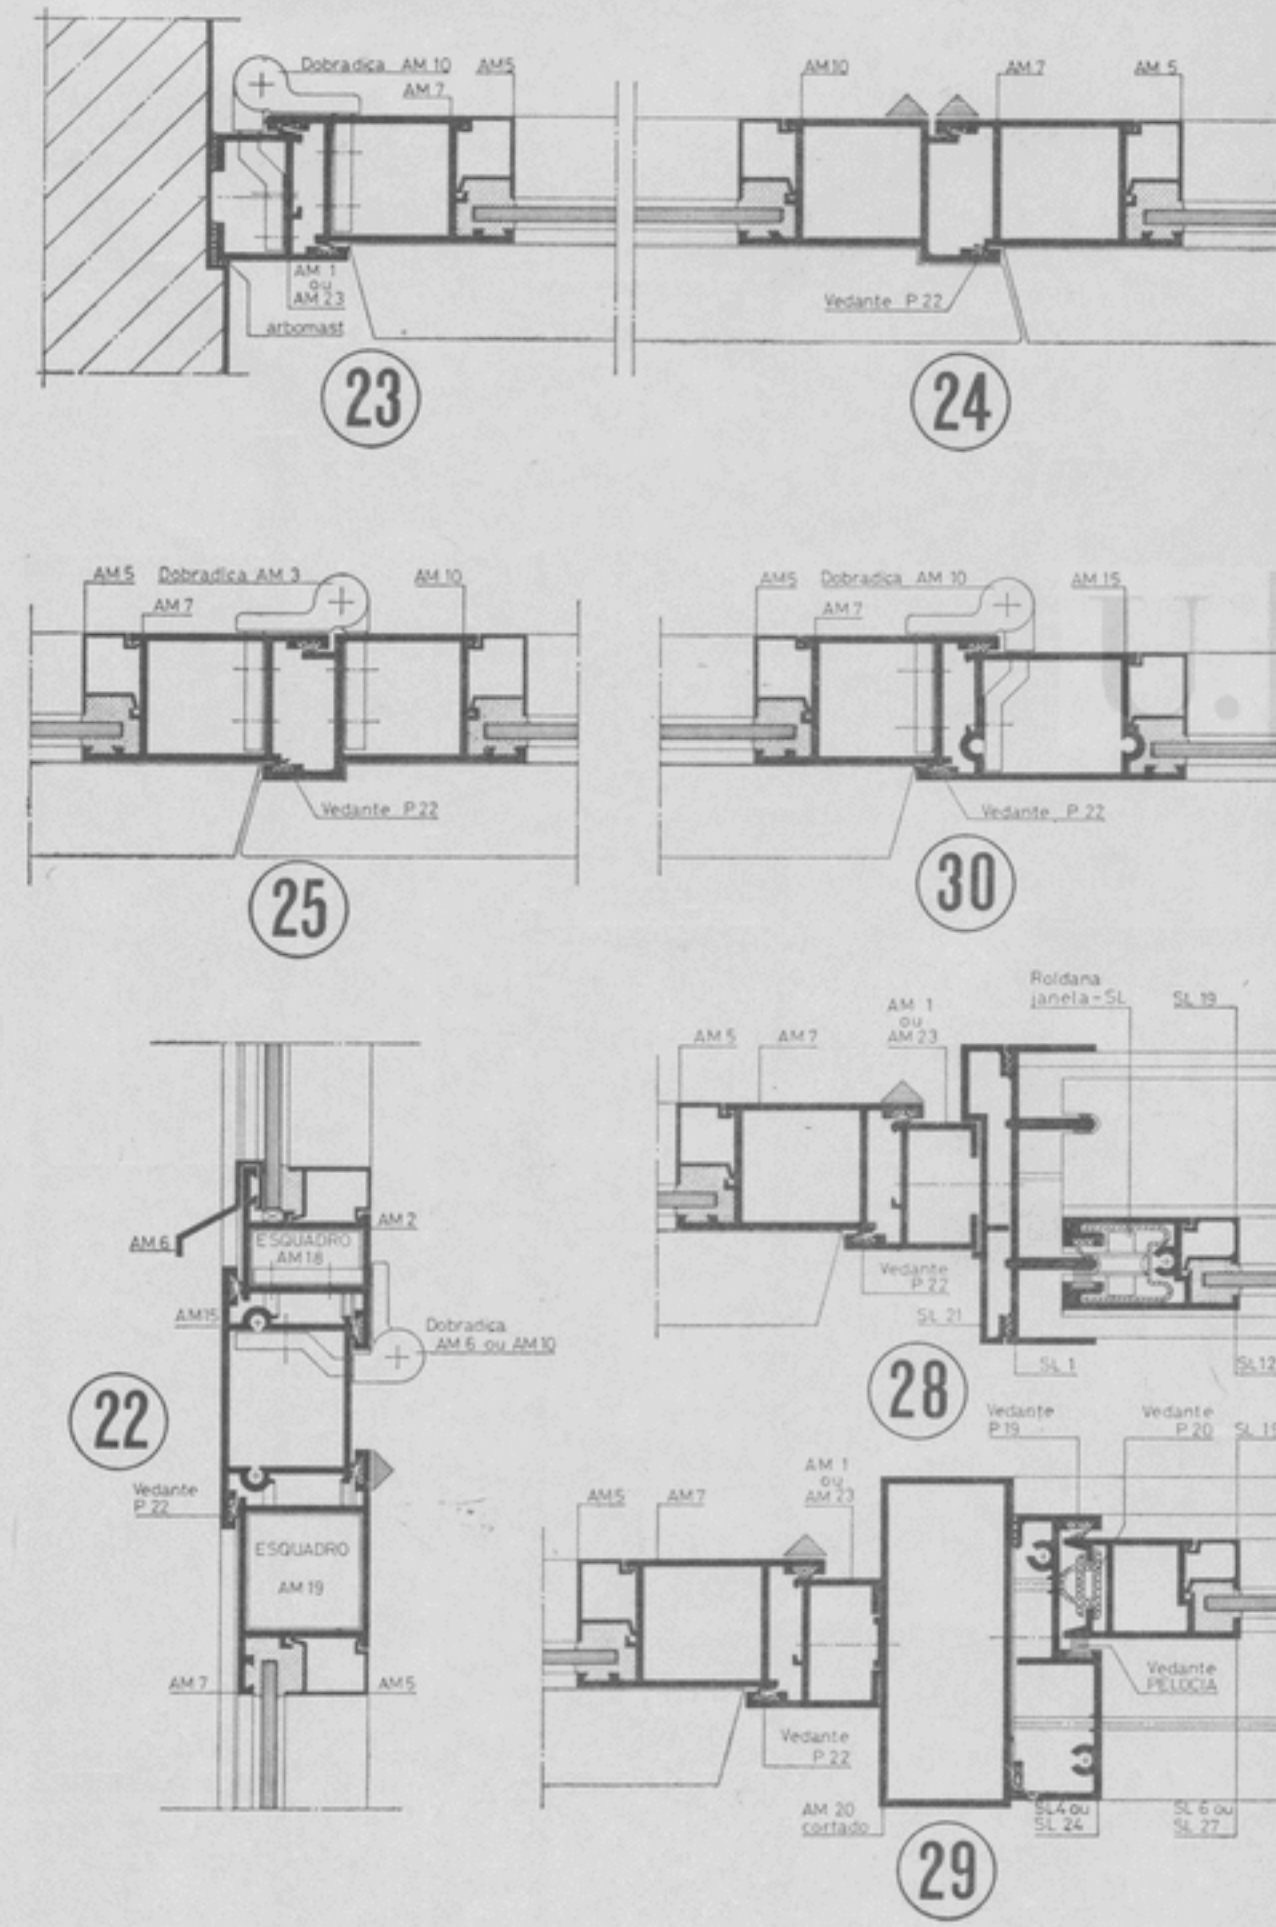 Dobradiça AM 10
AM5
AM 7
AM 1
ou
AM 23
arbomast
23
AM10
AM 7
AM 5
Vedante P 22
24
AM 5
Dobradiça AM 3
AM 10
AM 7
Vedante P 22
25
AM5
Dobradiça AM 10
AM 15
AM 7
Vedante P 22
30
U.
AM 6
AM 2
ESQUADRO
AM 18
AM15
Dobradiça
AM 6 ou AM 10
22
Vedante
P 22
ESQUADRO
AM 19
AM 7
AM 5
Roldana
janela-SL
SL 19
AM 1
ou
AM 23
AM 5
AM 7
Vedante
P 22
SL 21
SL 1
SL12
28
Vedante
P 19
Vedante
P 20
SL 19
AM 1
ou
AM 23
AM5
AM 7
Vedante
PELUCIA
Vedante
P 22
AM 20
cortado
SL4 ou
SL 24
SL 6 ou
SL 27
29